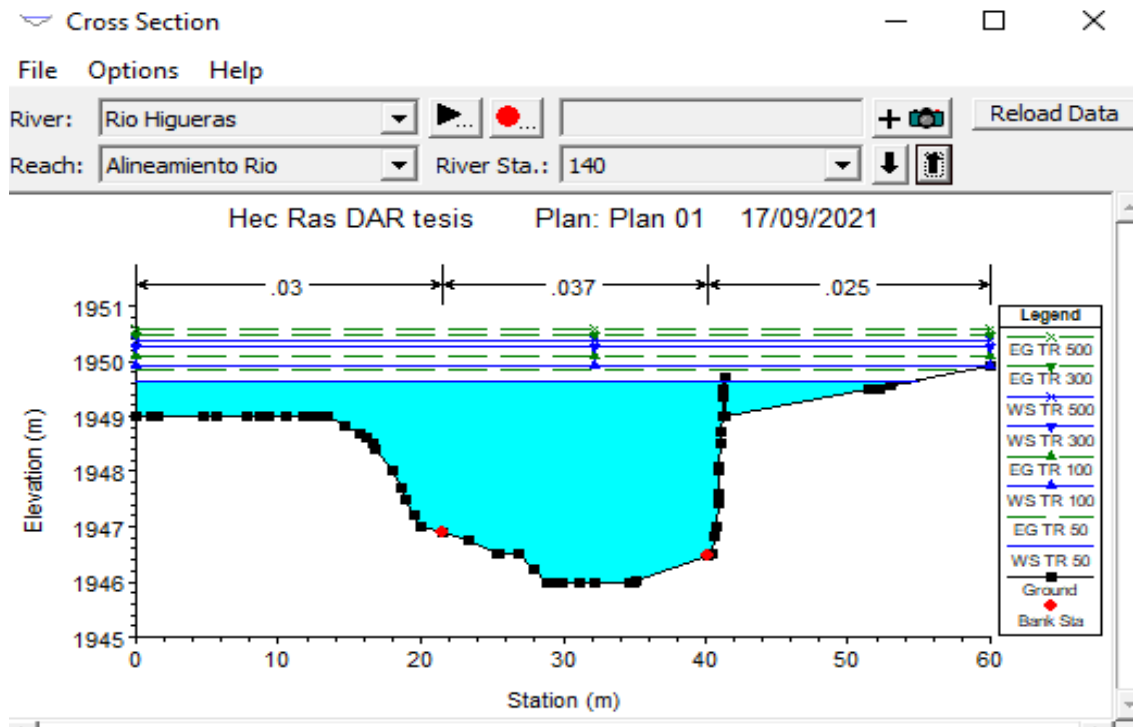 Cross Section
File Options Help
River: Rio Higueras ... ... + Reload Data
Reach: Alineamiento Rio River Sta.: 140
Hec Ras DAR tesis Plan: Plan 01 17/09/2021
.03 .037 .025
1951
1950
1949
1948
1947
1946
1945
Elevation (m)
0 10 20 30 40 50 60
Station (m)
Legend
EG TR 500
EG TR 300
WS TR 500
WS TR 300
EG TR 100
WS TR 100
EG TR 50
WS TR 50
Ground
Bank Sta